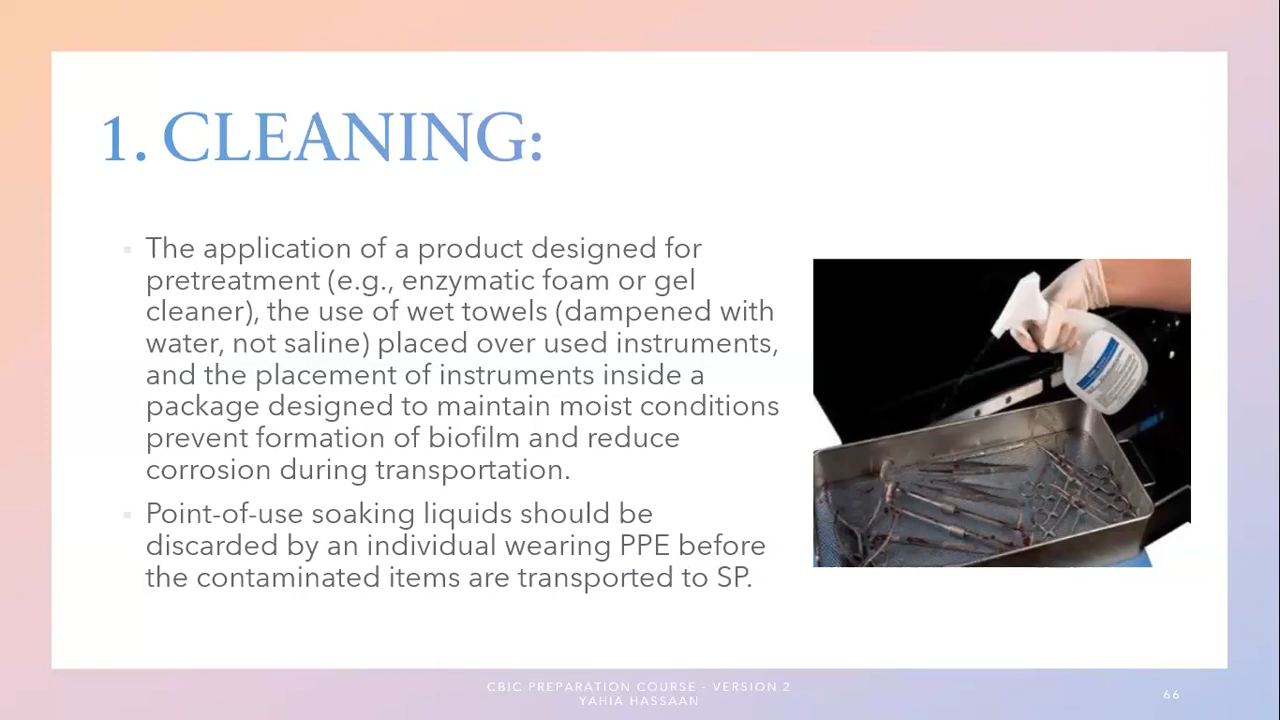 1. CLEANING:
The application of a product designed for
pretreatment (e.g., enzymatic foam or gel
cleaner), the use of wet towels (dampened with
water, not saline) placed over used instruments,
and the placement of instruments inside a
package designed to maintain moist conditions
prevent formation of biofilm and reduce
corrosion during transportation.
Point-of-use soaking liquids should be
discarded by an individual wearing PPE before
the contaminated items are transported to SP.
CBIC PREPARATION COURSE - VERSION 2
YAHIA HASSAAN
66